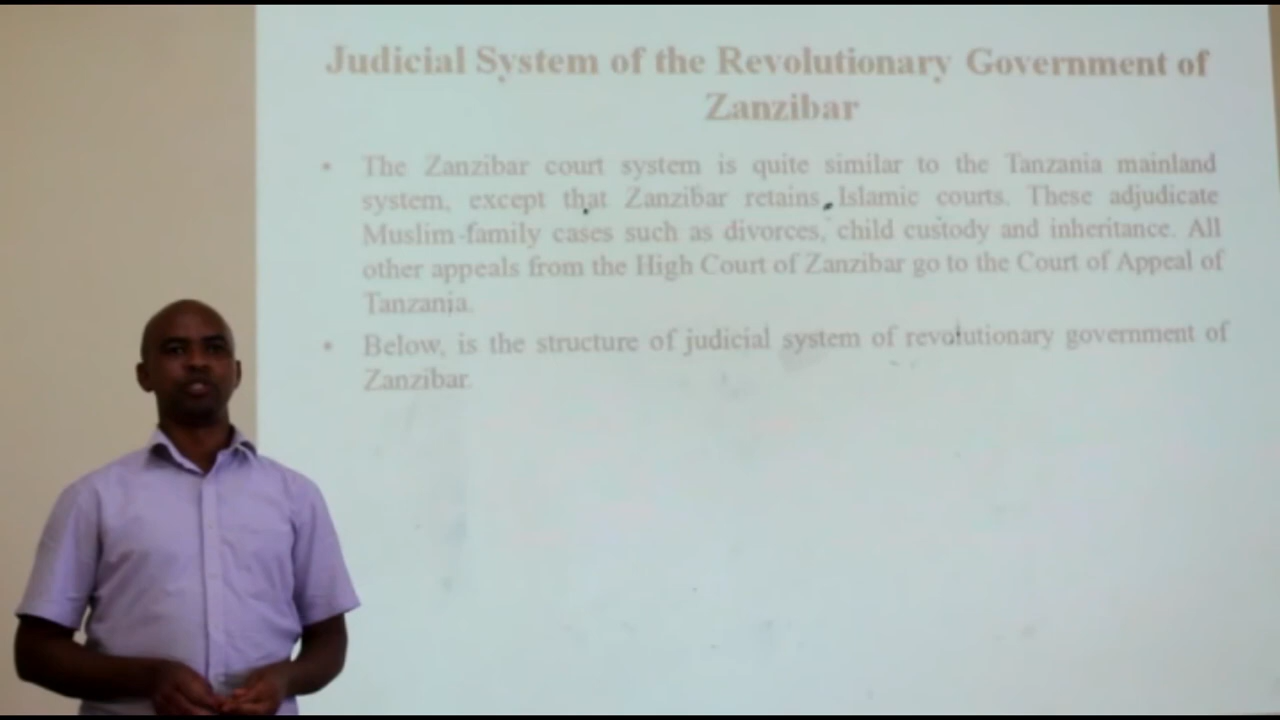 Judicial System of the Revolutionary Government of
Zanzibar
• The Zanzibar court system is quite similar to the Tanzania mainland
system, except that Zanzibar retains Islamic courts. These adjudicate
Muslim-family cases such as divorces, child custody and inheritance. All
other appeals from the High Court of Zanzibar go to the Court of Appeal of
Tanzania.
• Below, is the structure of judicial system of revolutionary government of
Zanzibar.